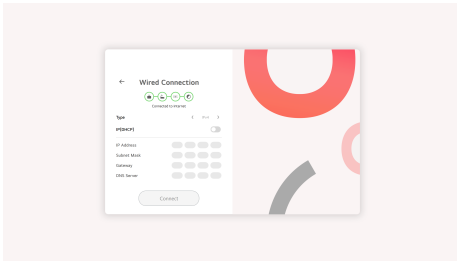 Wired Connection
Connected to Internet
Type
IP(DHCP)
IP Address
Subnet Mask
Gateway
DNS Server
Connect